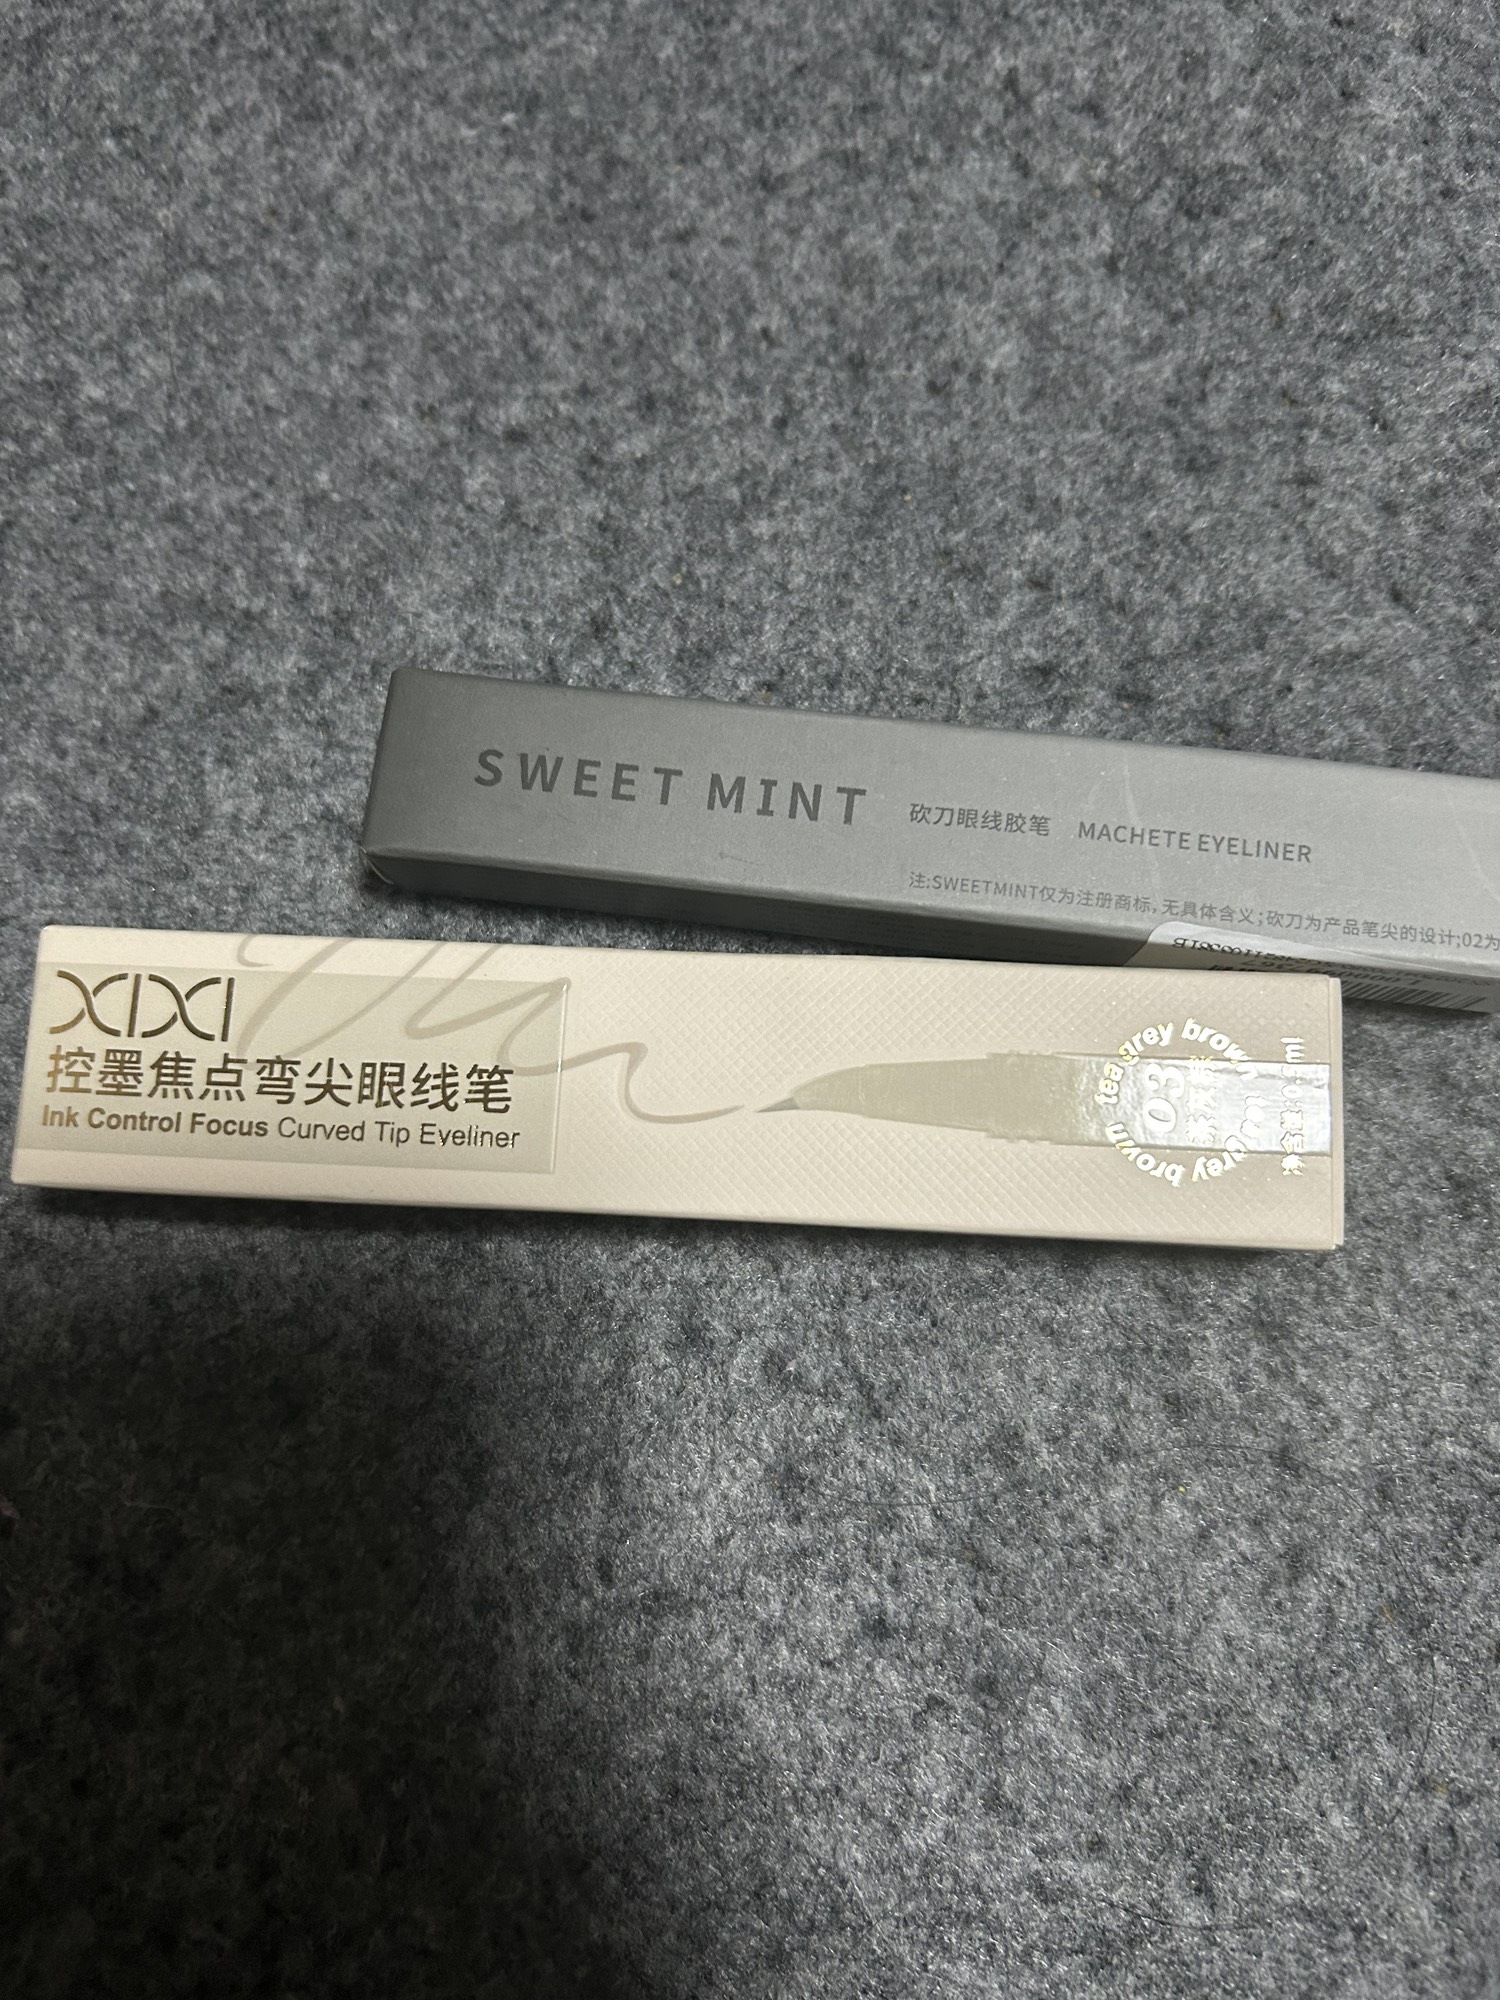 SWEET MINT 砍刀眼线胶笔 MACHETE EYELINER
注:SWEETMINT仅为注册商标,无具体含义;砍刀为产品笔尖的设计;02为
XIXI
控墨焦点弯尖眼线笔
Ink Control Focus Curved Tip Eyeliner
tea grey brown
03
tea grey brown